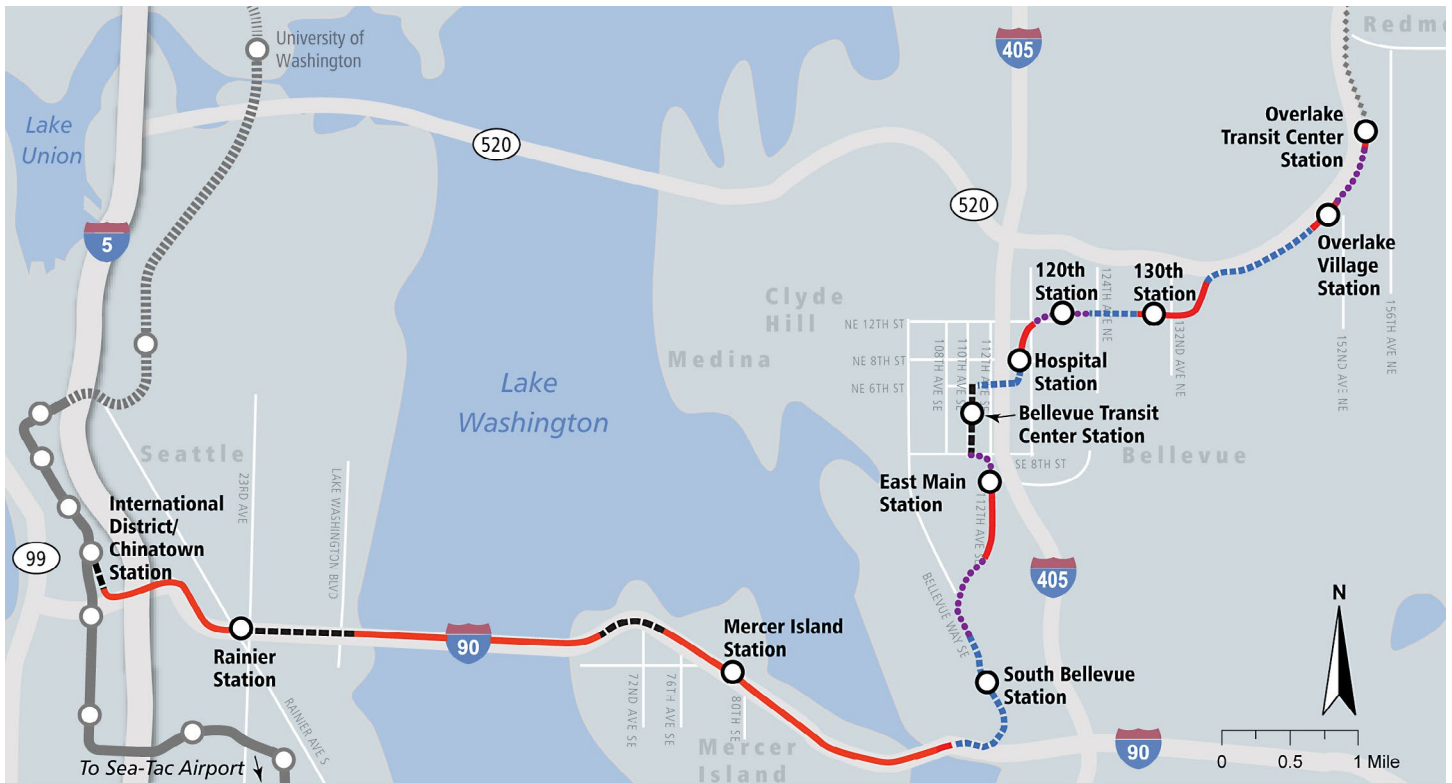 University of
Washington
405
Redm
Lake
Union
520
Overlake
Transit Center
Station
5
520
Overlake
Village
Station
120th
Station
130th
Station
124TH AVE NE
132ND AVE NE
152ND AVE NE
156TH AVE NE
Clyde
Hill
Medina
NE 12TH ST
NE 8TH ST
NE 6TH ST
108TH AVE SE
110TH AVE SE
112TH AVE SE
Hospital
Station
Lake
Washington
Bellevue Transit
Center Station
Bellevue
SE 8TH ST
Seattle
23RD AVE
LAKE WASHINGTON BLVD
International
District/
Chinatown
Station
99
East Main
Station
112TH AVE SE
BELLEVUE WAY SE
405
N
Rainier
Station
90
Mercer Island
Station
72ND AVE SE
76TH AVE SE
80TH SE
South Bellevue
Station
RAINIER AVE S
Mercer
Island
90
0 0.5 1 Mile
To Sea-Tac Airport